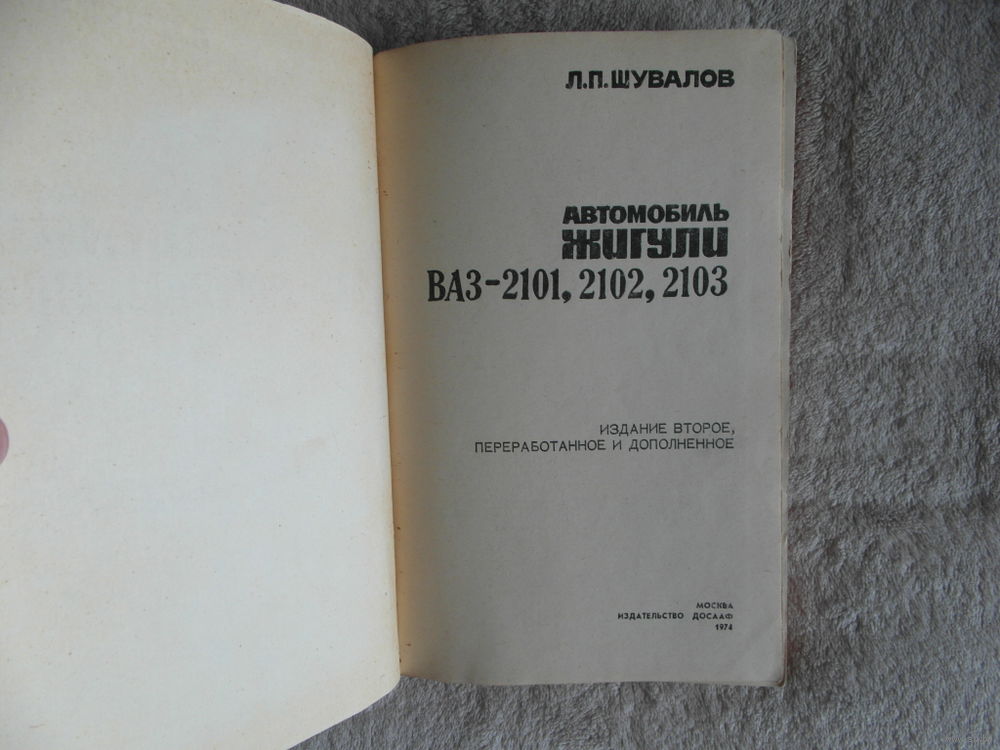 Л.П.ШУВАЛОВ
АВТОМОБИЛЬ
ЖИГУЛИ
ВАЗ-2101, 2102, 2103
ИЗДАНИЕ ВТОРОЕ,
ПЕРЕРАБОТАННОЕ И ДОПОЛНЕННОЕ
МОСКВА
ИЗДАТЕЛЬСТВО ДОСААФ
1974